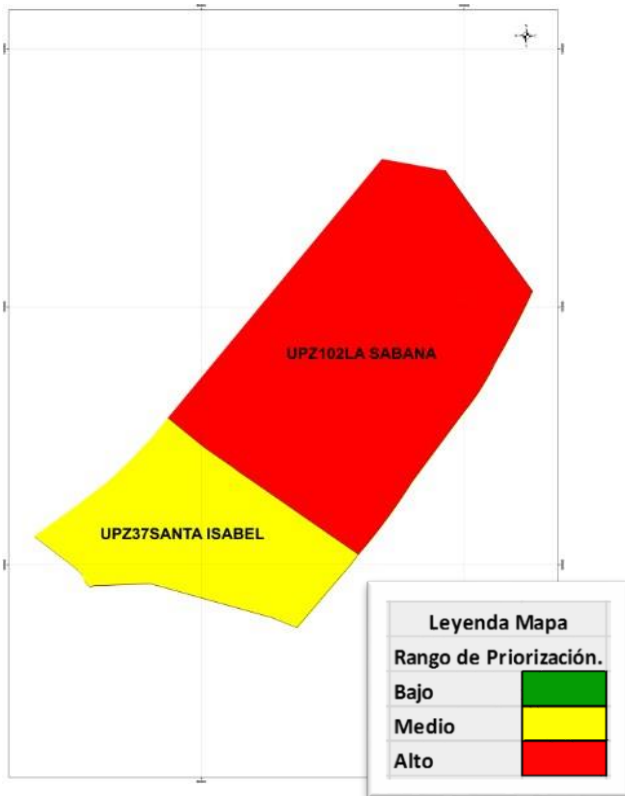 UPZ102LA SABANA
UPZ37SANTA ISABEL
Leyenda Mapa
Rango de Priorización.
Bajo
Medio
Alto